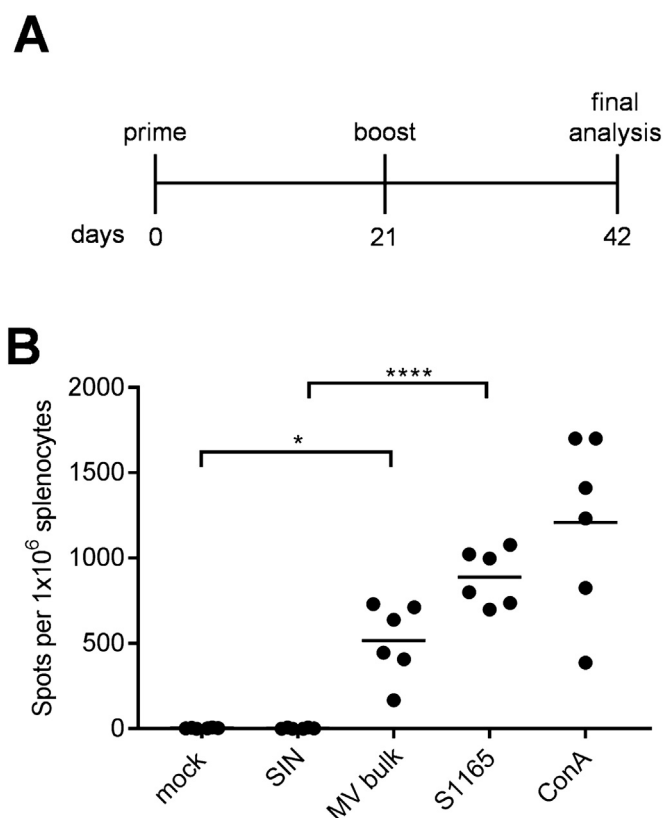 A
prime boost final
analysis
days 0 21 42
B
Spots per 1x10⁶ splenocytes
2000
1500
1000
500
0
****
*
mock SIN MV bulk S1165 ConA